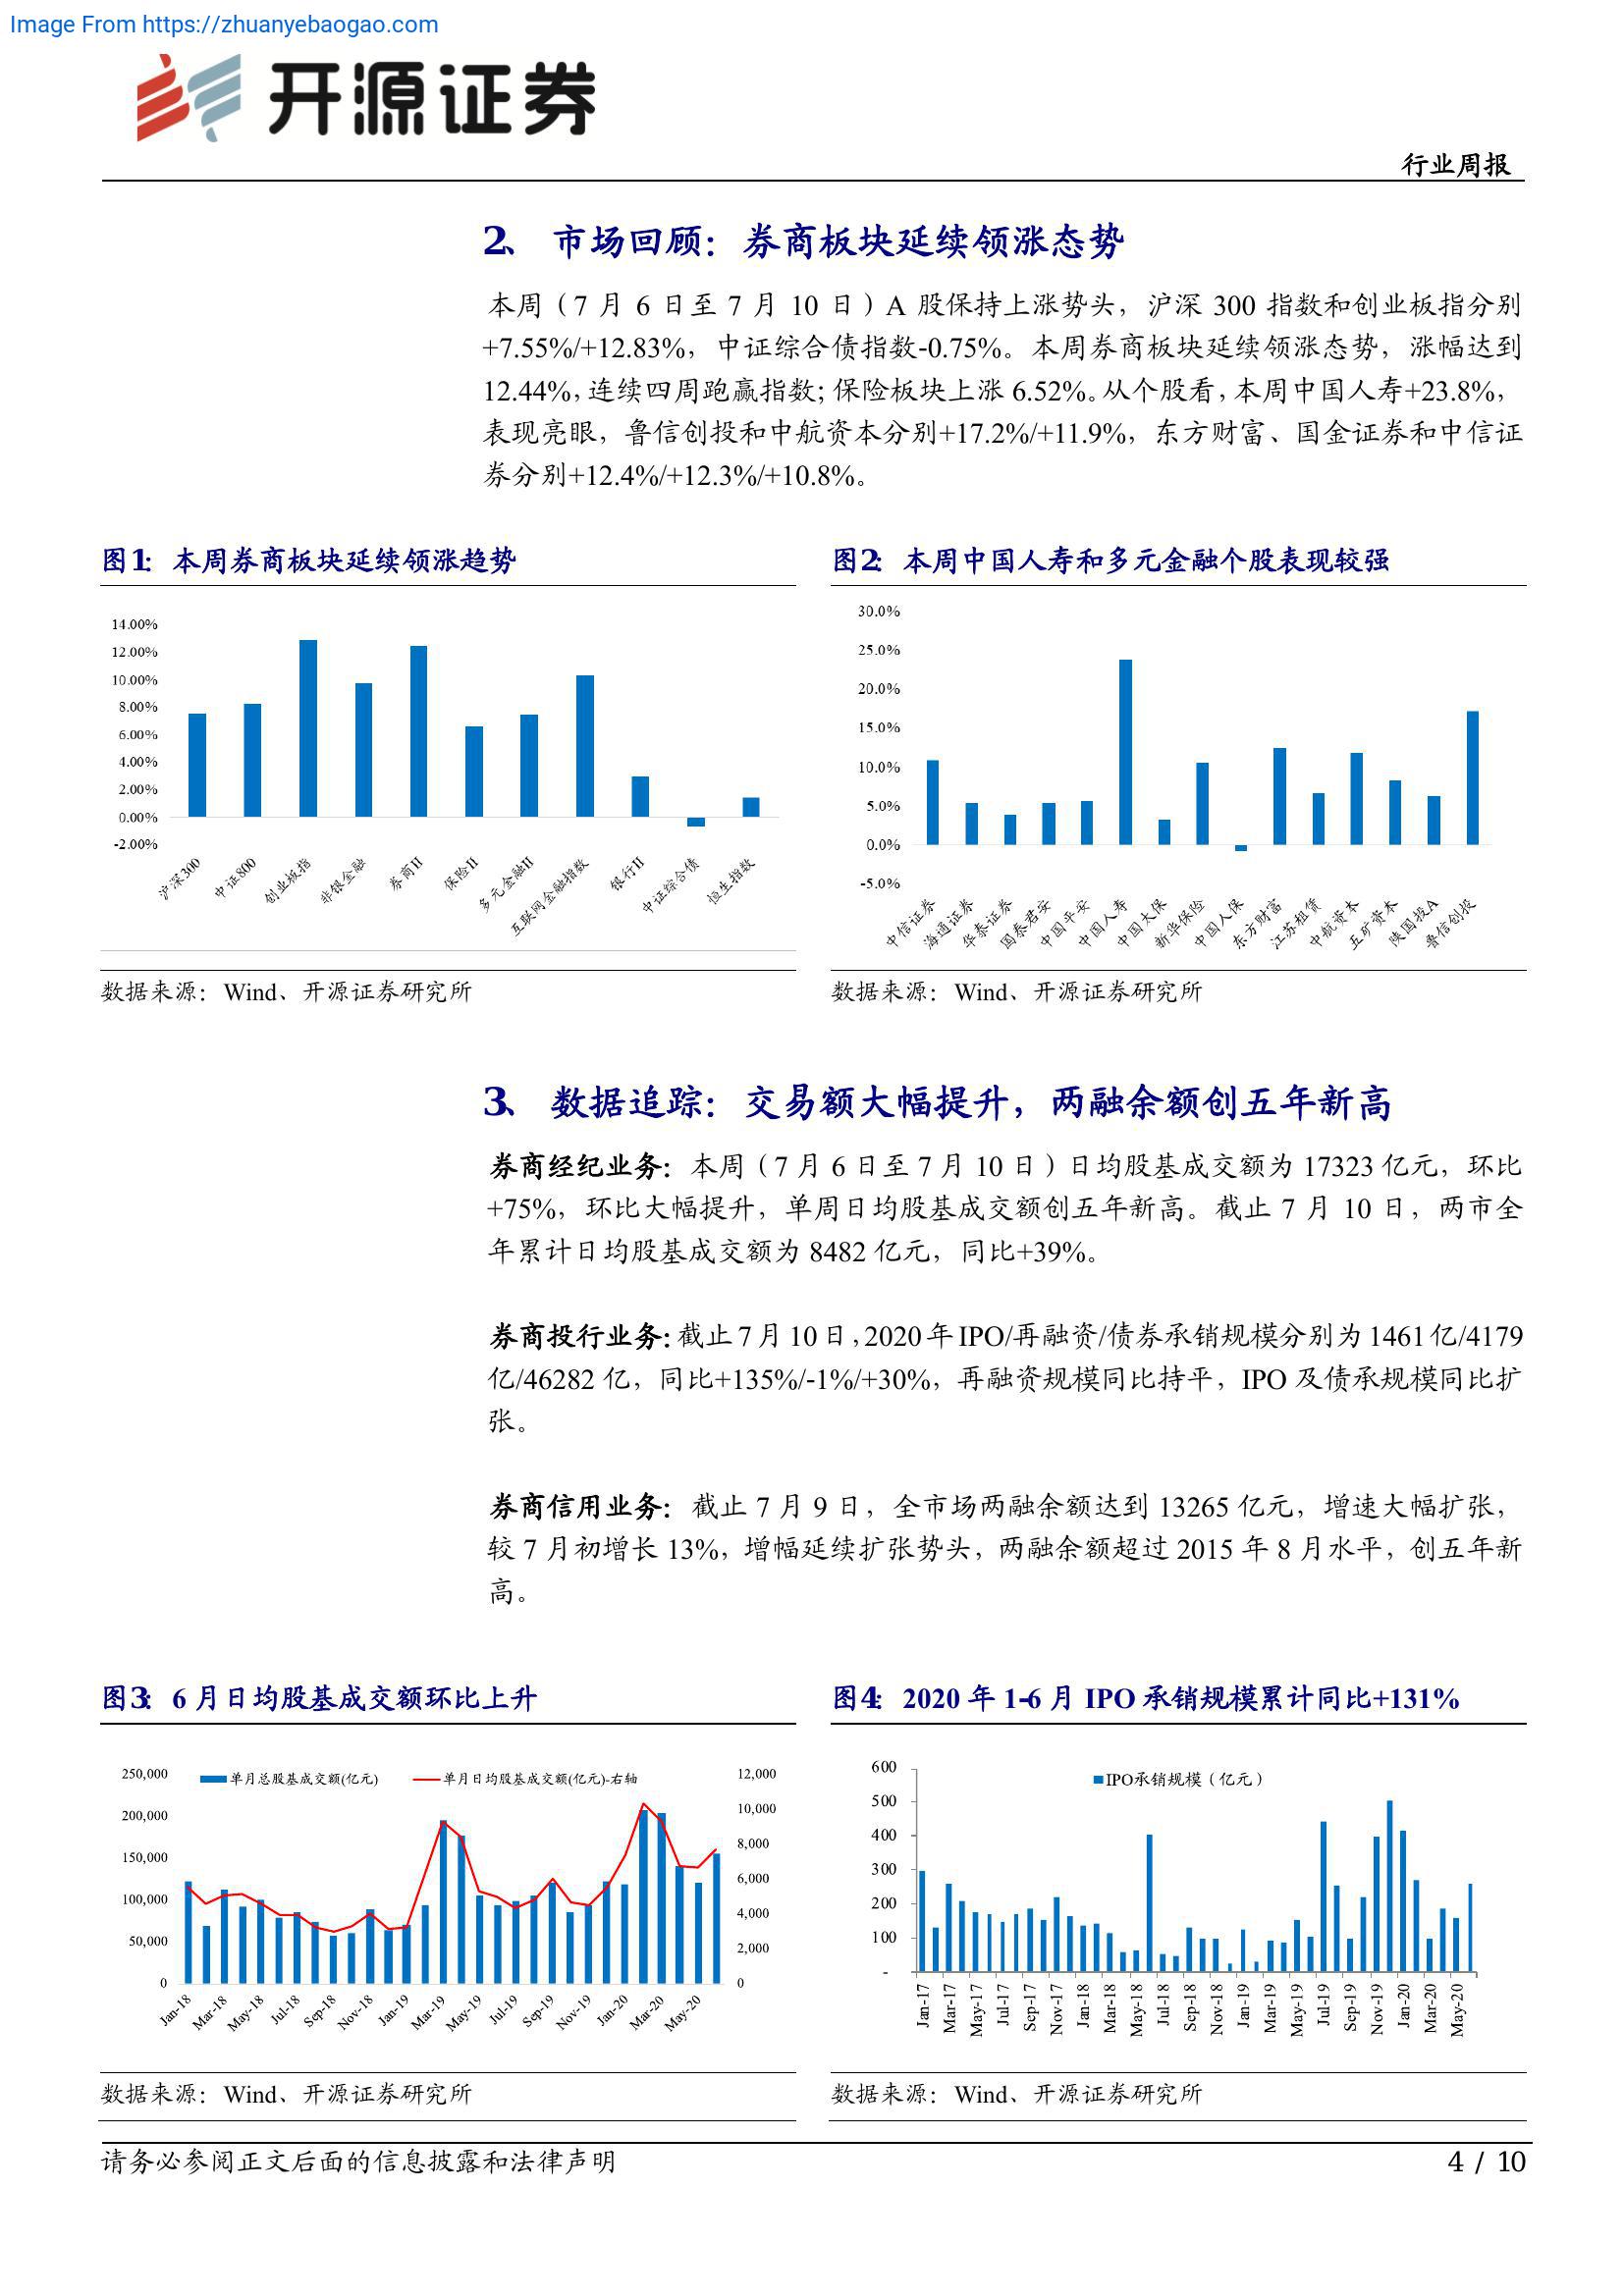 Image From https://zhuanyebaogao.com
开源证券
行业周报
2、 市场回顾：券商板块延续领涨态势
本周（7 月 6 日至 7 月 10 日）A 股保持上涨势头，沪深 300 指数和创业板指分别
+7.55%/+12.83%，中证综合债指数-0.75%。本周券商板块延续领涨态势，涨幅达到
12.44%，连续四周跑赢指数；保险板块上涨 6.52%。从个股看，本周中国人寿+23.8%，
表现亮眼，鲁信创投和中航资本分别+17.2%/+11.9%，东方财富、国金证券和中信证
券分别+12.4%/+12.3%/+10.8%。
图1： 本周券商板块延续领涨趋势
14.00%
12.00%
10.00%
8.00%
6.00%
4.00%
2.00%
0.00%
-2.00%
沪深300
中证800
创业板指
非银金融
券商II
保险II
多元金融II
互联网金融指数
银行II
中证综合债
恒生指数
数据来源：Wind、开源证券研究所
图2： 本周中国人寿和多元金融个股表现较强
30.0%
25.0%
20.0%
15.0%
10.0%
5.0%
0.0%
-5.0%
中信证券
海通证券
华泰证券
国泰君安
中国平安
中国人寿
中国太保
新华保险
中国人保
东方财富
江苏租赁
中航资本
五矿资本
陕国投A
鲁信创投
数据来源：Wind、开源证券研究所
3、 数据追踪：交易额大幅提升，两融余额创五年新高
券商经纪业务：本周（7 月 6 日至 7 月 10 日）日均股基成交额为 17323 亿元，环比
+75%，环比大幅提升，单周日均股基成交额创五年新高。截止 7 月 10 日，两市全
年累计日均股基成交额为 8482 亿元，同比+39%。
券商投行业务：截止 7 月 10 日，2020 年 IPO/再融资/债券承销规模分别为 1461 亿/4179
亿/46282 亿，同比+135%/-1%/+30%，再融资规模同比持平，IPO 及债承规模同比扩
张。
券商信用业务：截止 7 月 9 日，全市场两融余额达到 13265 亿元，增速大幅扩张，
较 7 月初增长 13%，增幅延续扩张势头，两融余额超过 2015 年 8 月水平，创五年新
高。
图3： 6 月日均股基成交额环比上升
单月总股基成交额(亿元)
单月日均股基成交额(亿元)-右轴
250,000
200,000
150,000
100,000
50,000
0
12,000
10,000
8,000
6,000
4,000
2,000
0
Jan-18
Mar-18
May-18
Jul-18
Sep-18
Nov-18
Jan-19
Mar-19
May-19
Jul-19
Sep-19
Nov-19
Jan-20
Mar-20
May-20
数据来源：Wind、开源证券研究所
图4： 2020 年 1-6 月 IPO 承销规模累计同比+131%
IPO承销规模（亿元）
600
500
400
300
200
100
-
Jan-17
Mar-17
May-17
Jul-17
Sep-17
Nov-17
Jan-18
Mar-18
May-18
Jul-18
Sep-18
Nov-18
Jan-19
Mar-19
May-19
Jul-19
Sep-19
Nov-19
Jan-20
Mar-20
May-20
数据来源：Wind、开源证券研究所
请务必参阅正文后面的信息披露和法律声明
4 / 10